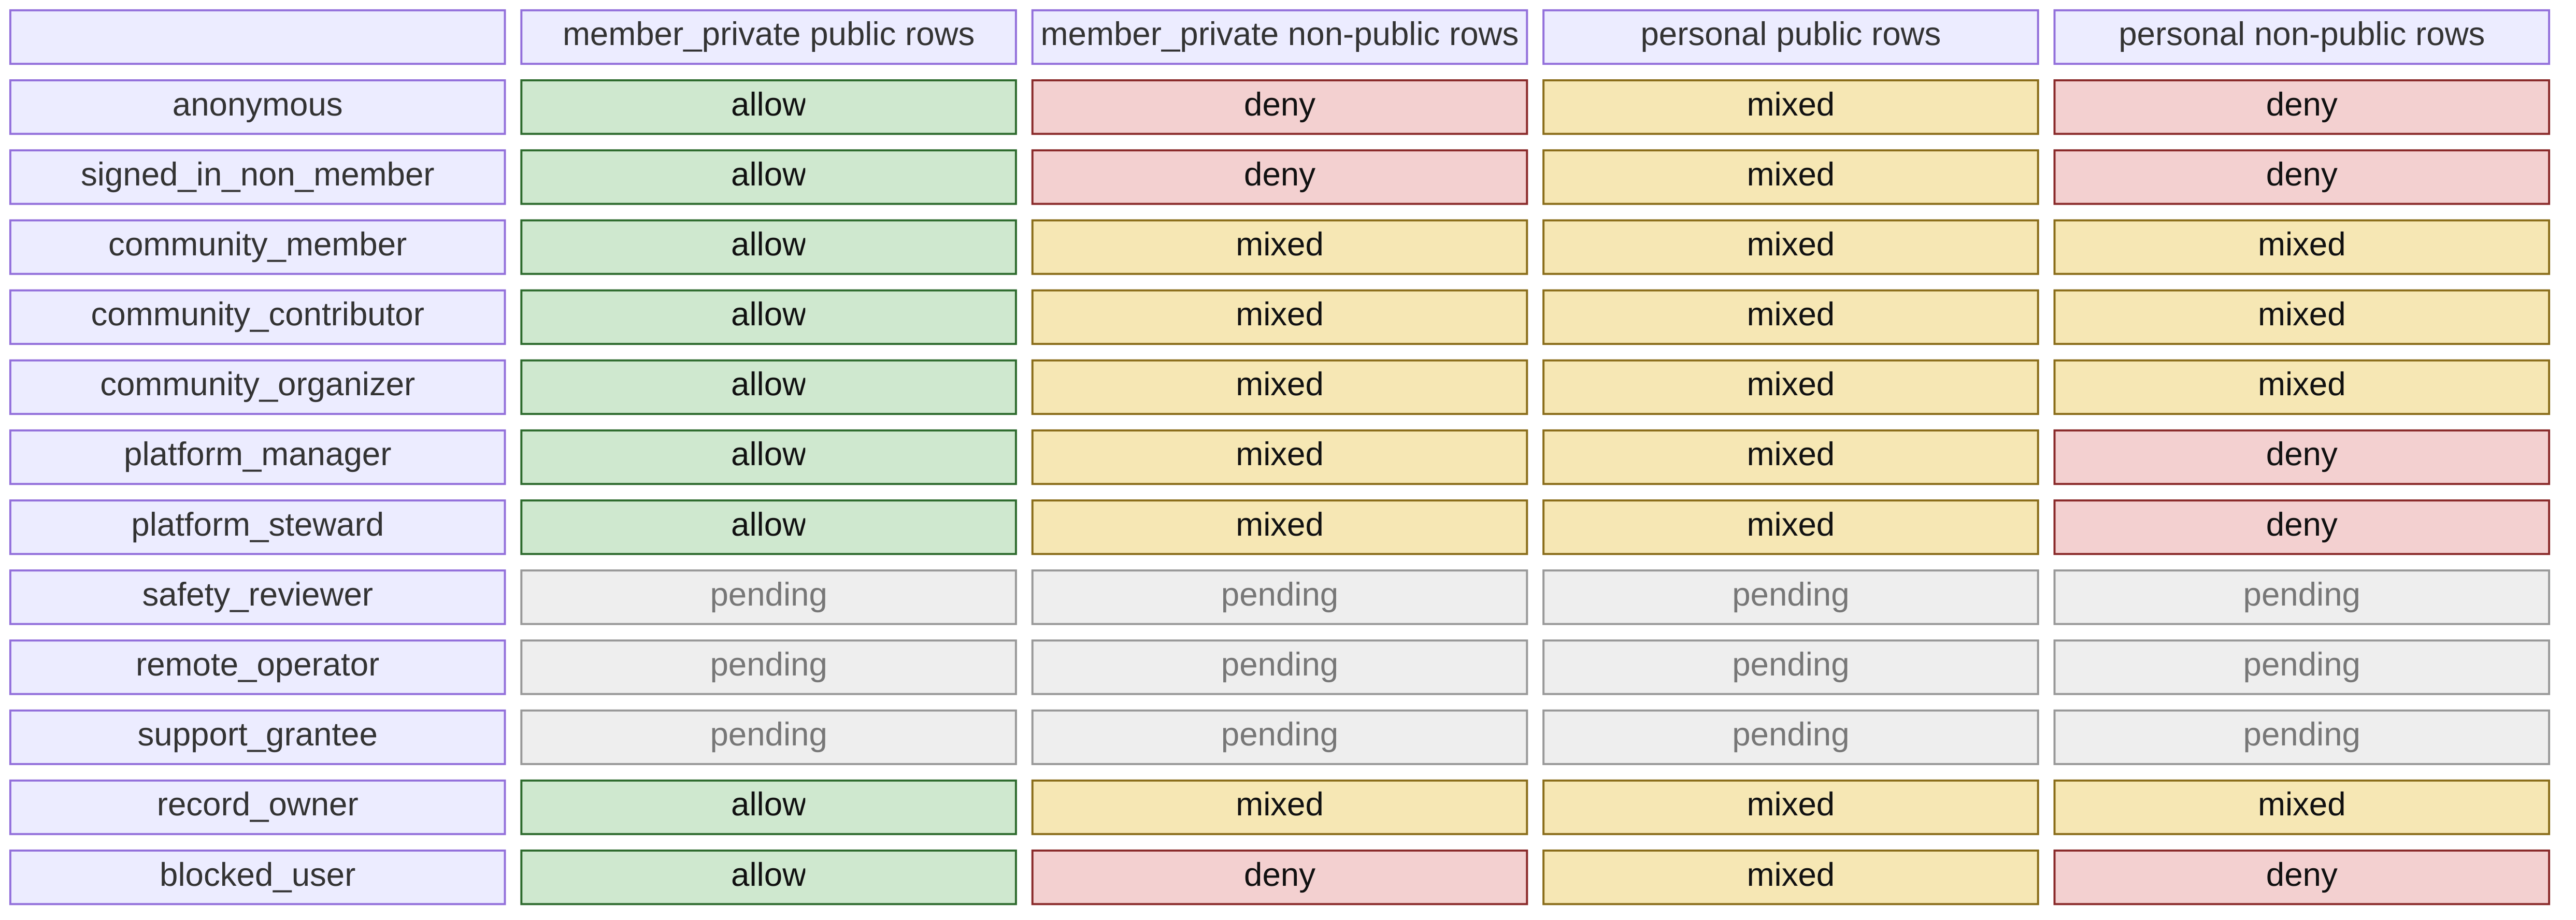 member_private public rows member_private non-public rows personal public rows personal non-public rows
anonymous allow deny mixed deny
signed_in_non_member allow deny mixed deny
community_member allow mixed mixed mixed
community_contributor allow mixed mixed mixed
community_organizer allow mixed mixed mixed
platform_manager allow mixed mixed deny
platform_steward allow mixed mixed deny
safety_reviewer pending pending pending pending
remote_operator pending pending pending pending
support_grantee pending pending pending pending
record_owner allow mixed mixed mixed
blocked_user allow deny mixed deny